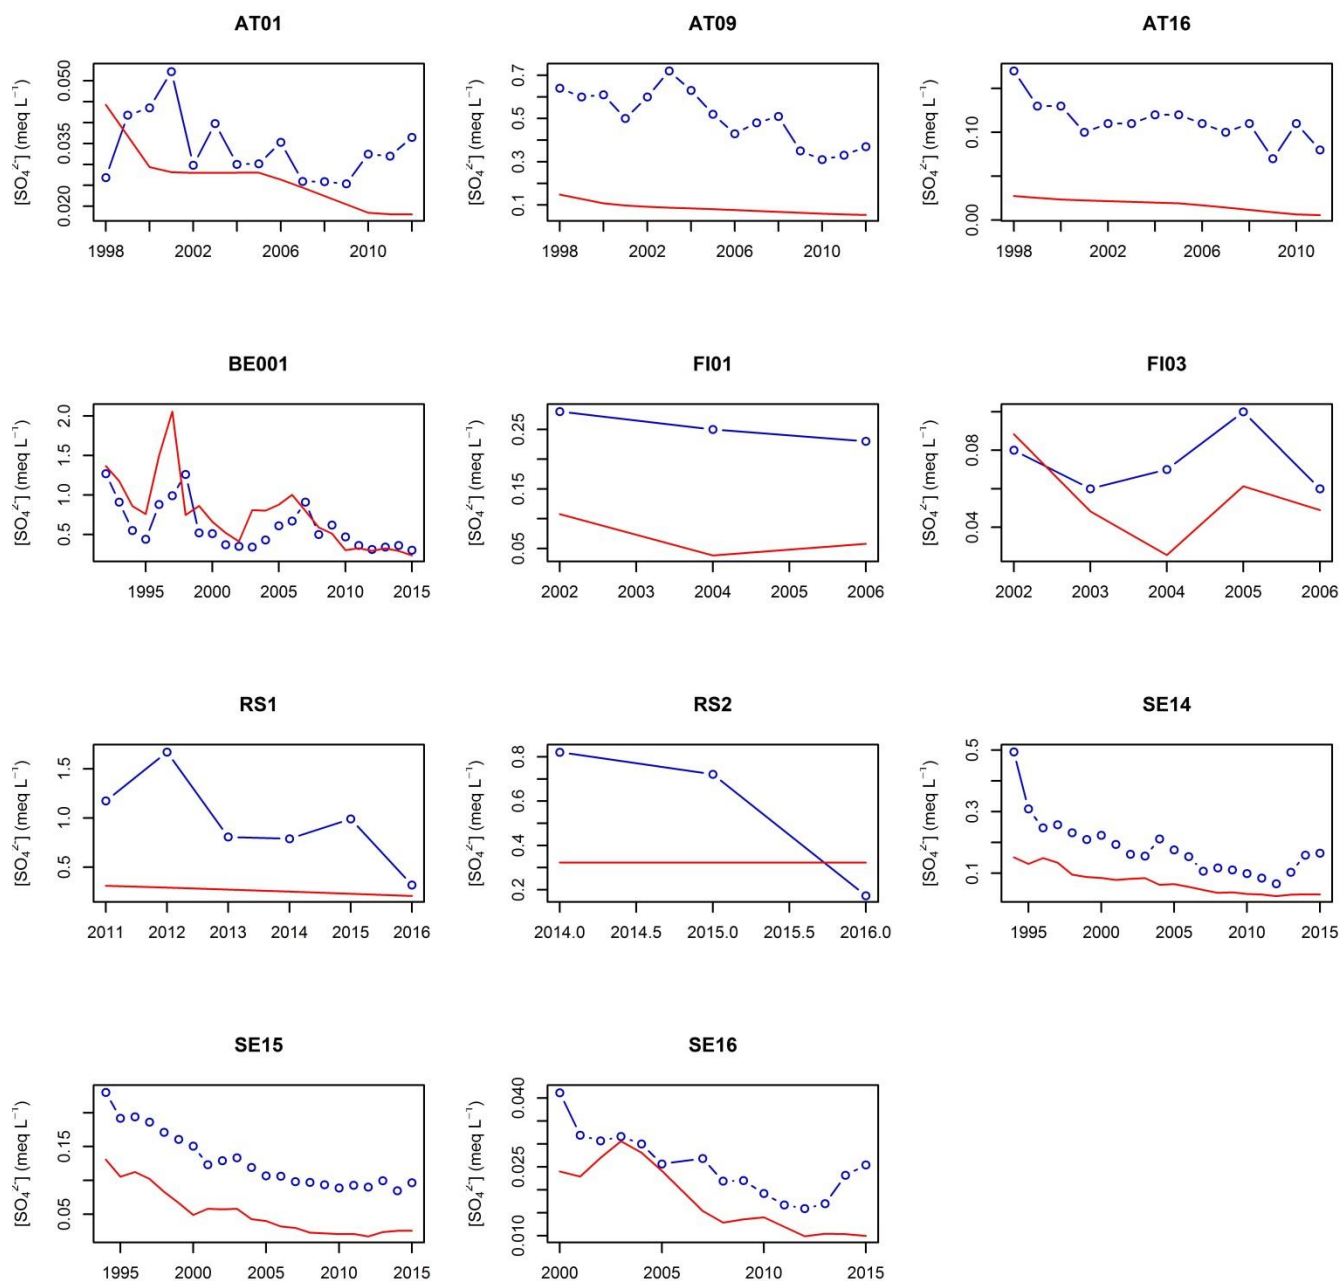 AT01 AT09 AT16
[SO₄²⁻] (meq L⁻¹) 0.020 0.035 0.050
[SO₄²⁻] (meq L⁻¹) 0.1 0.3 0.5 0.7
[SO₄²⁻] (meq L⁻¹) 0.00 0.10
1998 2002 2006 2010 1998 2002 2006 2010 1998 2002 2006 2010
BE001 FI01 FI03
[SO₄²⁻] (meq L⁻¹) 0.5 1.0 1.5 2.0
[SO₄²⁻] (meq L⁻¹) 0.05 0.15 0.25
[SO₄²⁻] (meq L⁻¹) 0.04 0.08
1995 2000 2005 2010 2015 2002 2003 2004 2005 2006 2002 2003 2004 2005 2006
RS1 RS2 SE14
[SO₄²⁻] (meq L⁻¹) 0.5 1.0 1.5
[SO₄²⁻] (meq L⁻¹) 0.2 0.4 0.6 0.8
[SO₄²⁻] (meq L⁻¹) 0.1 0.3 0.5
2011 2012 2013 2014 2015 2016 2014.0 2014.5 2015.0 2015.5 2016.0 1995 2000 2005 2010 2015
SE15 SE16
[SO₄²⁻] (meq L⁻¹) 0.05 0.15
[SO₄²⁻] (meq L⁻¹) 0.010 0.025 0.040
1995 2000 2005 2010 2015 2000 2005 2010 2015